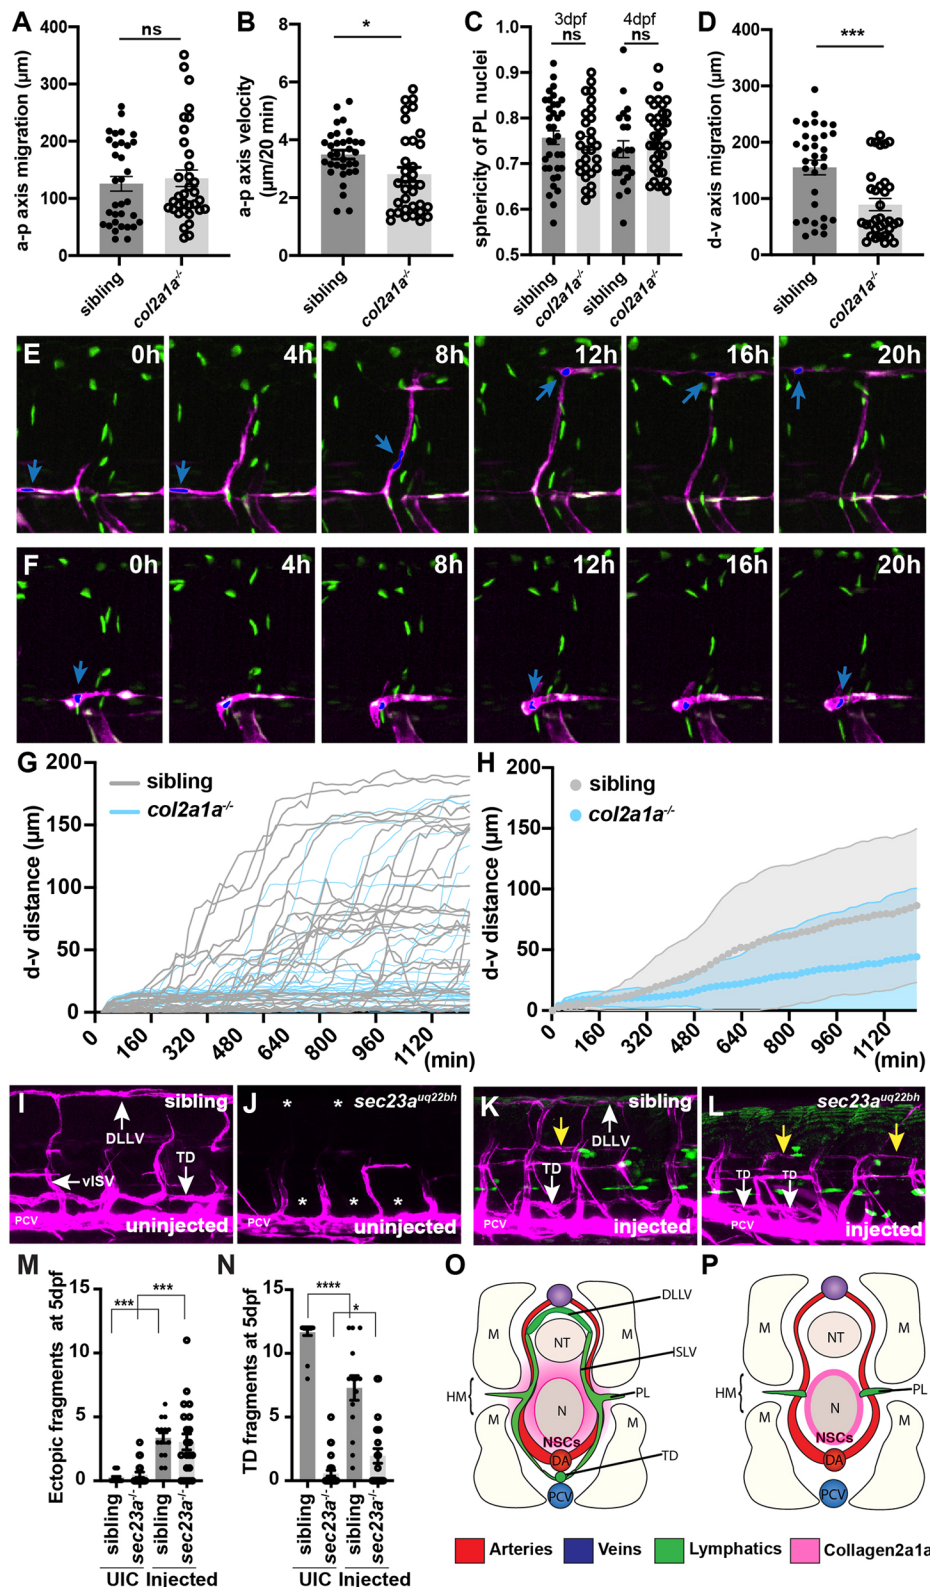 A
a-p axis migration (µm)
400
300
200
100
0
ns
sibling
col2a1a-/-
B
a-p axis velocity
(µm/20 min)
8
6
4
2
0
*
sibling
col2a1a-/-
C
sphericity of PL nuclei
1.0
0.9
0.8
0.7
0.6
0.5
3dpf
4dpf
ns
ns
sibling
col2a1a-/-
sibling
col2a1a-/-
D
d-v axis migration (µm)
400
300
200
100
0
***
sibling
col2a1a-/-
E
0h
4h
8h
12h
16h
20h
F
0h
4h
8h
12h
16h
20h
G
d-v distance (µm)
200
150
100
50
0
sibling
col2a1a-/-
0
160
320
480
640
800
960
1120
(min)
H
d-v distance (µm)
200
150
100
50
0
sibling
col2a1a-/-
0
160
320
480
640
800
960
1120
(min)
I
sibling
DLLV
vISV
TD
PCV
uninjected
J
sec23a uq22bh
* *
* * *
uninjected
K
sibling
DLLV
TD
PCV
injected
L
sec23a uq22bh
TD
TD
PCV
injected
M
Ectopic fragments at 5dpf
15
10
5
0
***
***
sibling
sec23a-/-
sibling
sec23a-/-
UIC
Injected
N
TD fragments at 5dpf
15
10
5
0
****
*
sibling
sec23a-/-
sibling
sec23a-/-
UIC
Injected
O
M
M
M
NT
N
NSCs
DA
PCV
HM
DLLV
ISLV
PL
TD
P
M
M
M
M
NT
N
NSCs
DA
PCV
HM
PL
Arteries
Veins
Lymphatics
Collagen2a1a